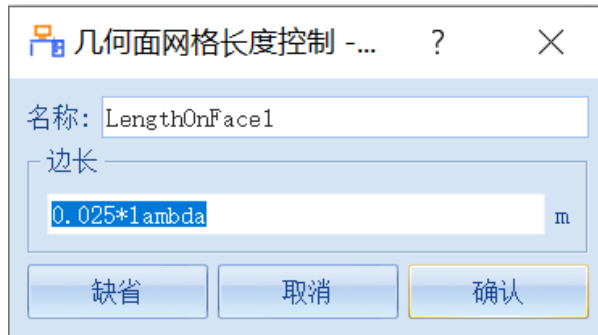 几何面网格长度控制 -... ?
名称: LengthOnFace1
边长
0.025*lambda m
缺省 取消 确认